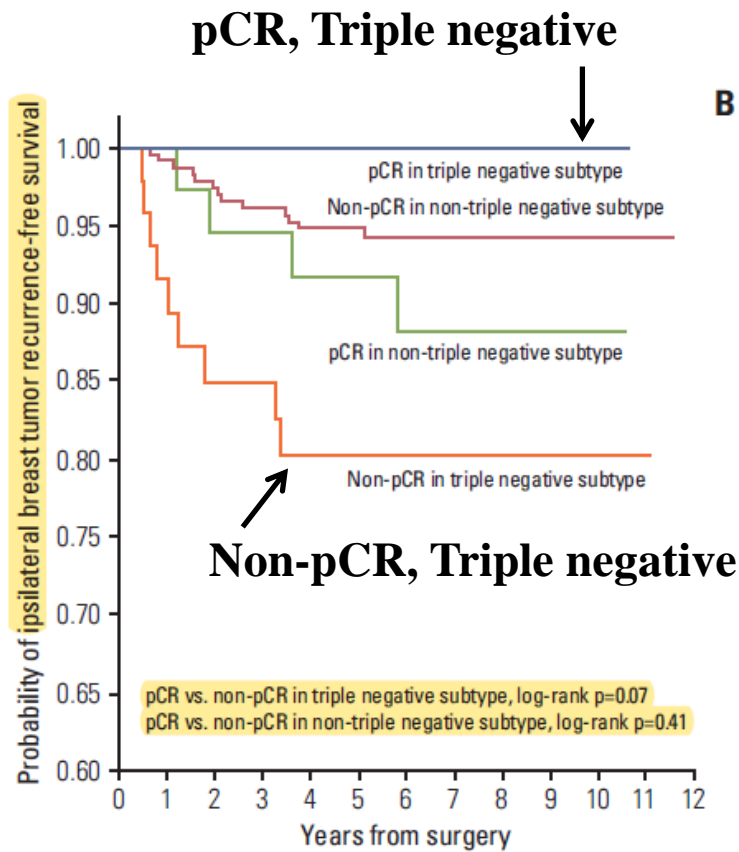 pCR, Triple negative
B
Probability of ipsilateral breast tumor recurrence-free survival
1.00
0.95
0.90
0.85
0.80
0.75
0.70
0.65
0.60
pCR in triple negative subtype
Non-pCR in non-triple negative subtype
pCR in non-triple negative subtype
Non-pCR in triple negative subtype
Non-pCR, Triple negative
pCR vs. non-pCR in triple negative subtype, log-rank p=0.07
pCR vs. non-pCR in non-triple negative subtype, log-rank p=0.41
0 1 2 3 4 5 6 7 8 9 10 11 12
Years from surgery